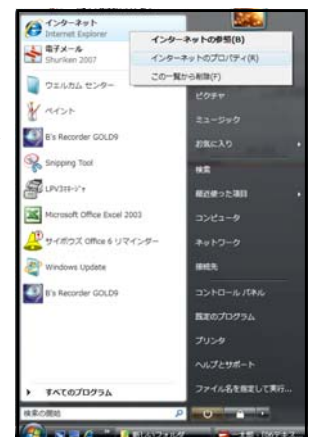 インターネット
Internet Explorer
電子メール
Shuriken 2007
ウェルカム センター
ペイント
B's Recorder GOLD9
Snipping Tool
Microsoft Office Excel 2003
サイボウズ Office 6 リマインダー
Windows Update
B's Recorder GOLD9
すべてのプログラム
検索の開始
インターネットの参照(B)
インターネットのプロパティ(R)
この一覧から削除(F)
ピクチャ
ミュージック
お気に入り
検索
最近使った項目
コンピュータ
ネットワーク
接続先
コントロール パネル
既定のプログラム
プリンタ
ヘルプとサポート
ファイル名を指定して実行...